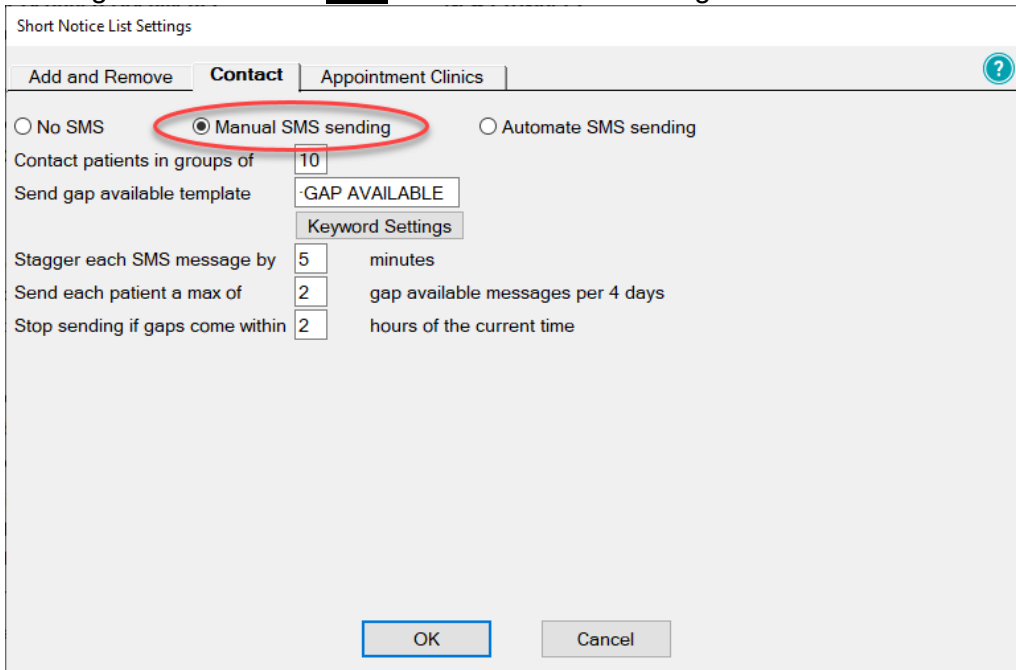 Short Notice List Settings
Add and Remove Contact Appointment Clinics ?
No SMS Manual SMS sending Automate SMS sending
Contact patients in groups of 10
Send gap available template ·GAP AVAILABLE
Keyword Settings
Stagger each SMS message by 5 minutes
Send each patient a max of 2 gap available messages per 4 days
Stop sending if gaps come within 2 hours of the current time
OK Cancel